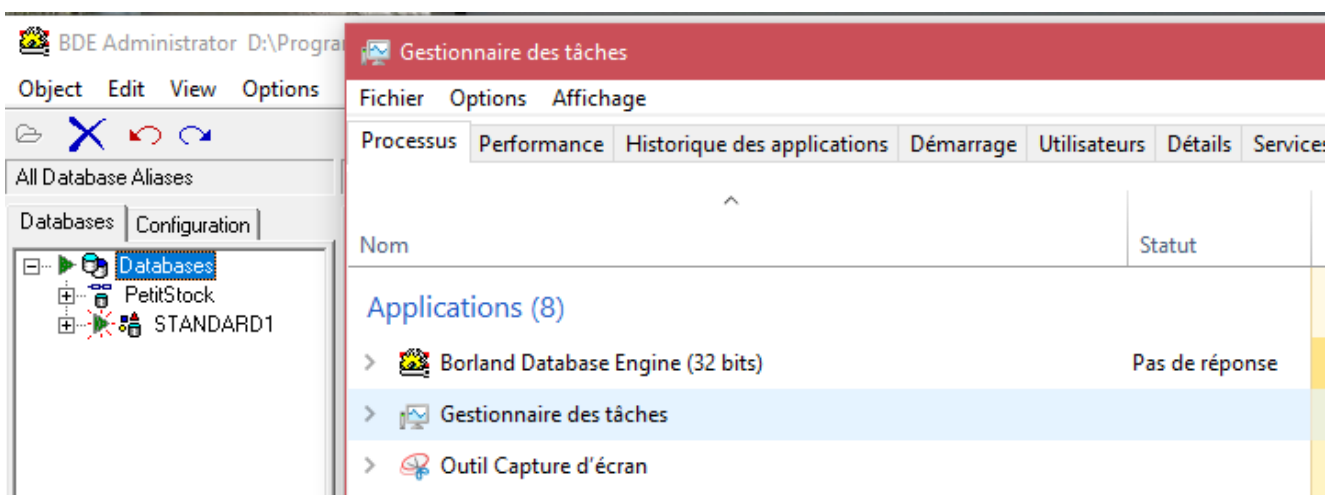 BDE Administrator D:\Progra
Object Edit View Options
All Database Aliases
Databases Configuration
Databases
PetitStock
STANDARD1
Gestionnaire des tâches
Fichier Options Affichage
Processus Performance Historique des applications Démarrage Utilisateurs Détails Services
Nom Statut
Applications (8)
Borland Database Engine (32 bits) Pas de réponse
Gestionnaire des tâches
Outil Capture d'écran